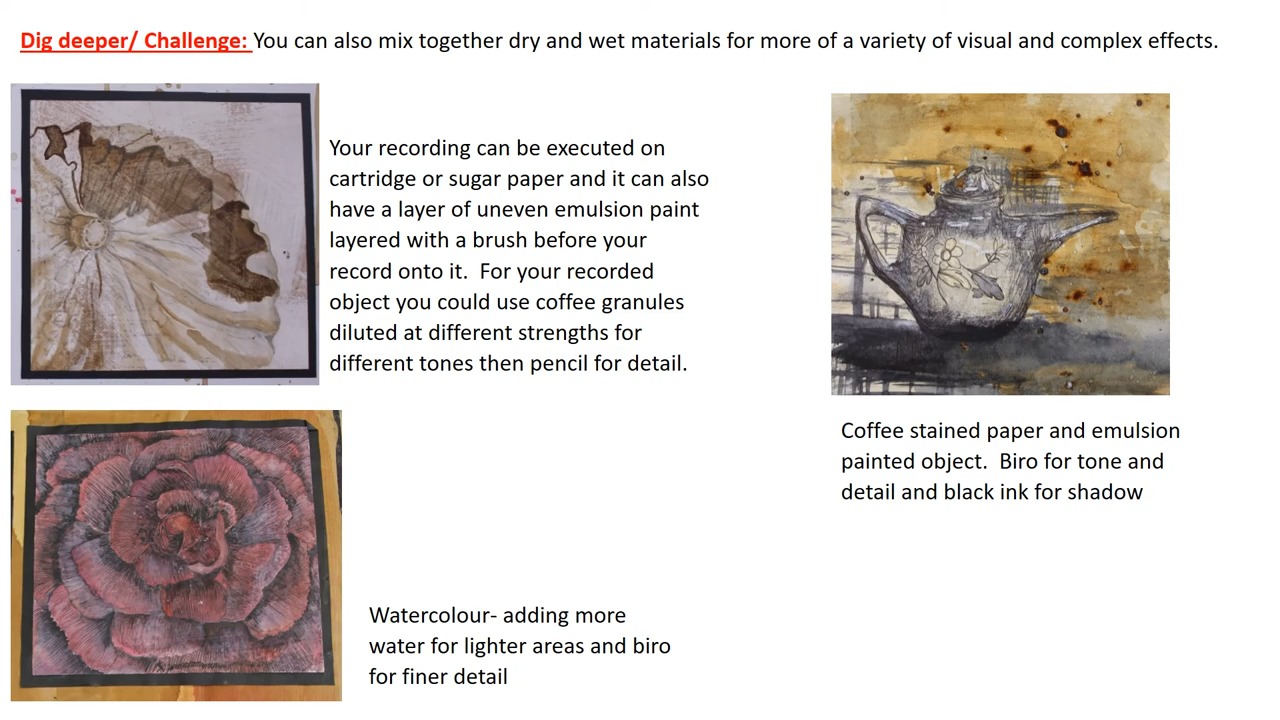 Dig deeper/ Challenge: You can also mix together dry and wet materials for more of a variety of visual and complex effects.
Your recording can be executed on
cartridge or sugar paper and it can also
have a layer of uneven emulsion paint
layered with a brush before your
record onto it.  For your recorded
object you could use coffee granules
diluted at different strengths for
different tones then pencil for detail.
Coffee stained paper and emulsion
painted object.  Biro for tone and
detail and black ink for shadow
Watercolour- adding more
water for lighter areas and biro
for finer detail